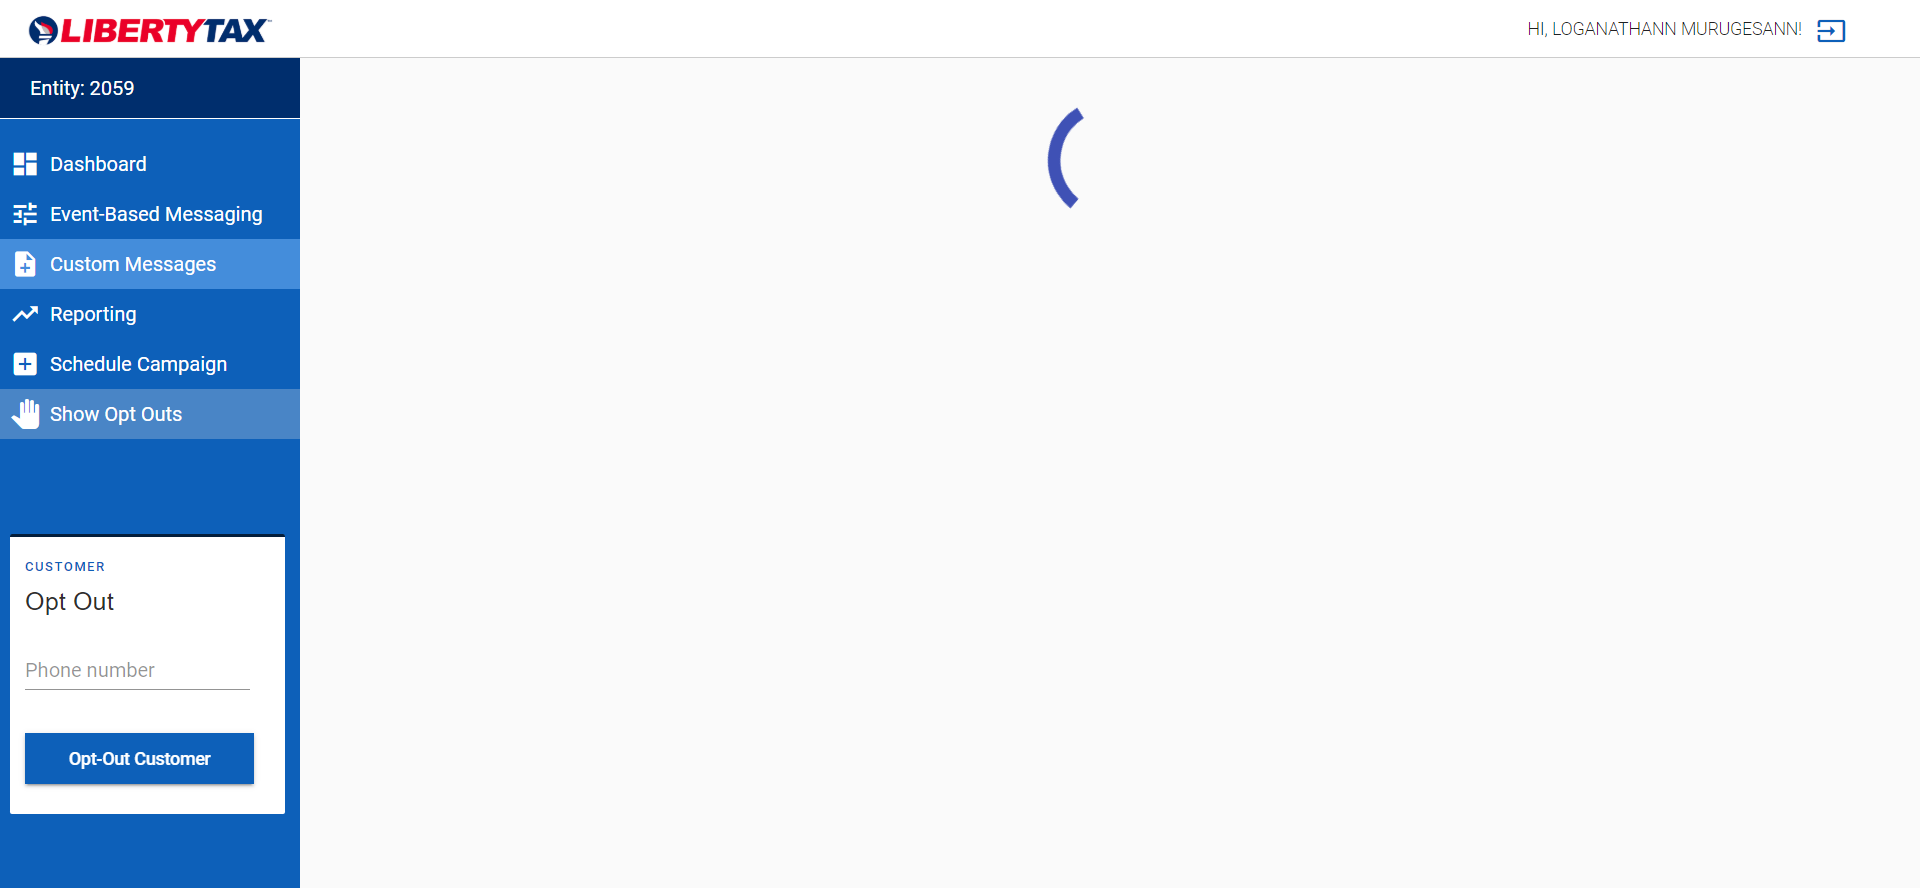 LIBERTYTAX™
HI, LOGANATHANN MURUGESANN!
Entity: 2059
Dashboard
Event-Based Messaging
Custom Messages
Reporting
Schedule Campaign
Show Opt Outs
CUSTOMER
Opt Out
Phone number
Opt-Out Customer